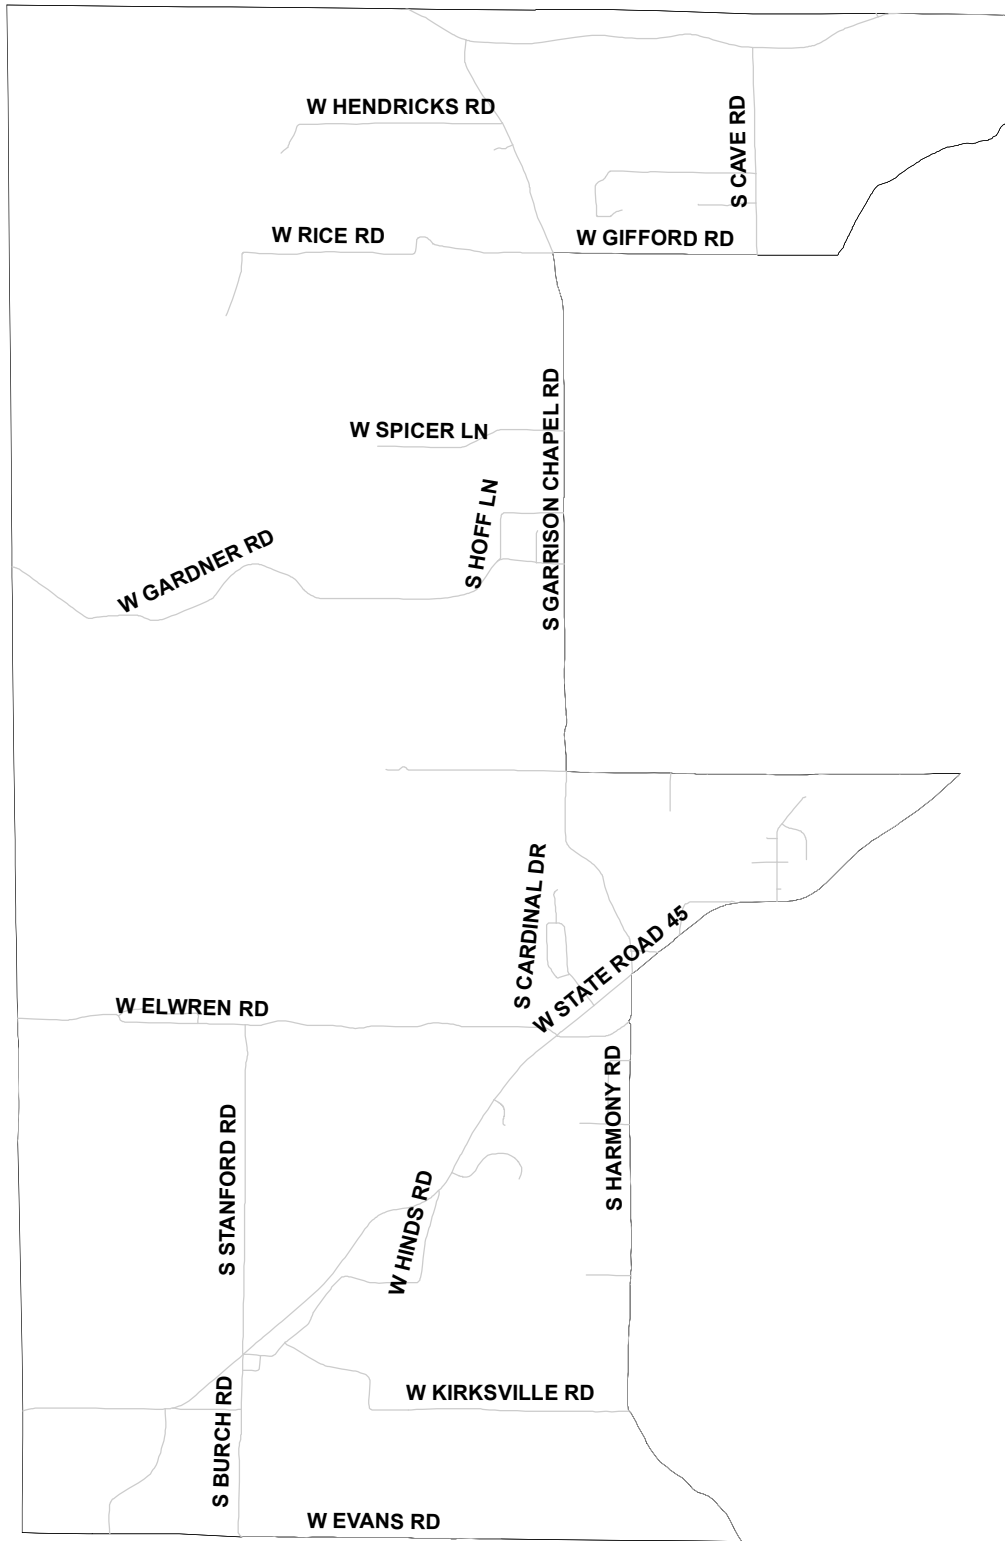 W HENDRICKS RD
S CAVE RD
W RICE RD
W GIFFORD RD
S GARRISON CHAPEL RD
W SPICER LN
S HOFF LN
W GARDNER RD
S CARDINAL DR
W STATE ROAD 45
W ELWREN RD
S HARMONY RD
S STANFORD RD
W HINDS RD
W KIRKSVILLE RD
S BURCH RD
W EVANS RD